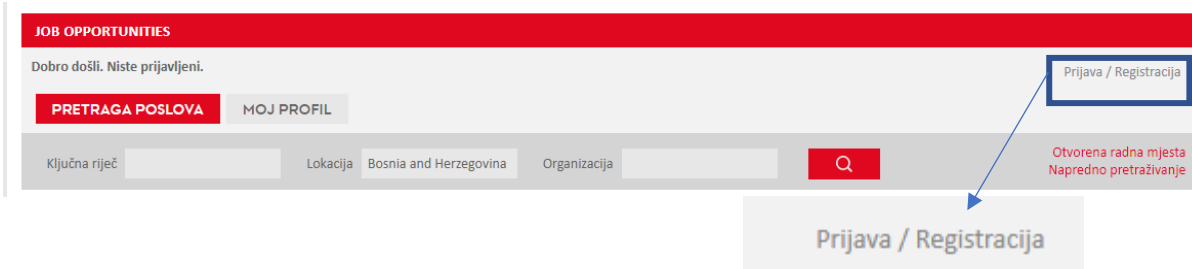 JOB OPPORTUNITIES
Dobro došli. Niste prijavljeni.
Prijava / Registracija
PRETRAGA POSLOVA
MOJ PROFIL
Ključna riječ
Lokacija
Bosnia and Herzegovina
Organizacija
Otvorena radna mjesta
Napredno pretraživanje
Prijava / Registracija